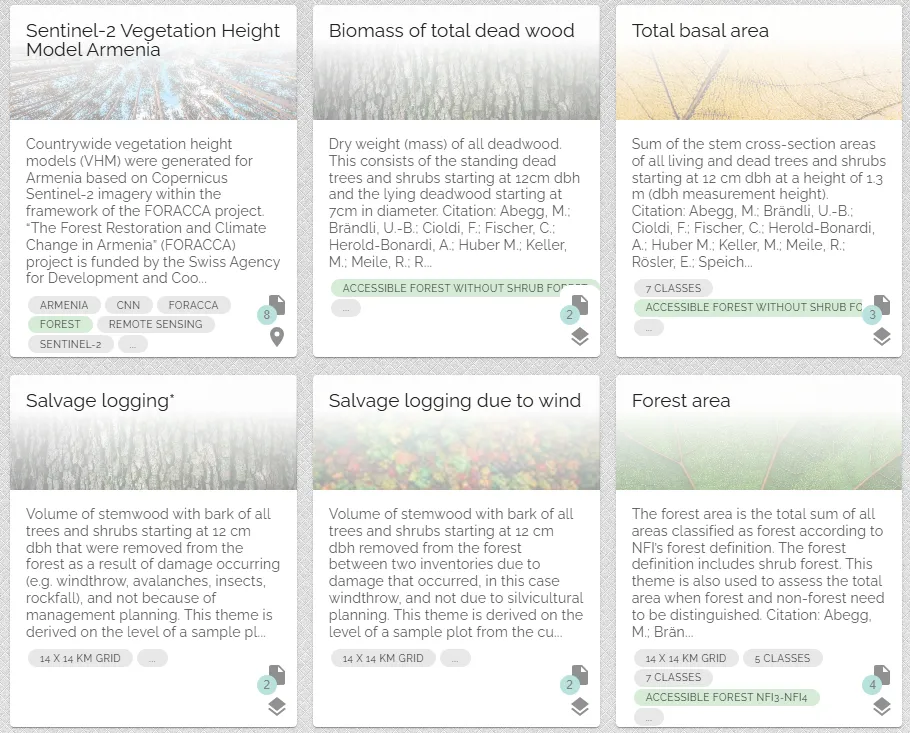 Sentinel-2 Vegetation Height
Model Armenia
Countrywide vegetation height
models (VHM) were generated for
Armenia based on Copernicus
Sentinel-2 imagery within the
framework of the FORACCA project.
“The Forest Restoration and Climate
Change in Armenia” (FORACCA)
project is funded by the Swiss Agency
for Development and Coo...
ARMENIA CNN FORACCA
FOREST REMOTE SENSING
SENTINEL-2 ...
8
Biomass of total dead wood
Dry weight (mass) of all deadwood.
This consists of the standing dead
trees and shrubs starting at 12cm dbh
and the lying deadwood starting at
7cm in diameter. Citation: Abegg, M.;
Brändli, U.-B.; Cioldi, F.; Fischer, C.;
Herold-Bonardi, A.; Huber M.; Keller,
M.; Meile, R.; R...
ACCESSIBLE FOREST WITHOUT SHRUB FOREST
...
2
Total basal area
Sum of the stem cross-section areas
of all living and dead trees and shrubs
starting at 12 cm dbh at a height of 1.3
m (dbh measurement height).
Citation: Abegg, M.; Brändli, U.-B.;
Cioldi, F.; Fischer, C.; Herold-Bonardi,
A.; Huber M.; Keller, M.; Meile, R.;
Rösler, E.; Speich...
7 CLASSES
ACCESSIBLE FOREST WITHOUT SHRUB FO
...
3
Salvage logging*
Volume of stemwood with bark of all
trees and shrubs starting at 12 cm
dbh that were removed from the
forest as a result of damage occurring
(e.g. windthrow, avalanches, insects,
rockfall), and not because of
management planning. This theme is
derived on the level of a sample pl...
14 X 14 KM GRID ...
2
Salvage logging due to wind
Volume of stemwood with bark of all
trees and shrubs starting at 12 cm
dbh removed from the forest
between two inventories due to
damage that occurred, in this case
windthrow, and not due to silvicultural
planning. This theme is derived on the
level of a sample plot from the cu...
14 X 14 KM GRID ...
2
Forest area
The forest area is the total sum of all
areas classified as forest according to
NFI's forest definition. The forest
definition includes shrub forest. This
theme is also used to assess the total
area when forest and non-forest need
to be distinguished. Citation: Abegg,
M.; Brän...
14 X 14 KM GRID 5 CLASSES
7 CLASSES
ACCESSIBLE FOREST NFI3-NFI4
...
4